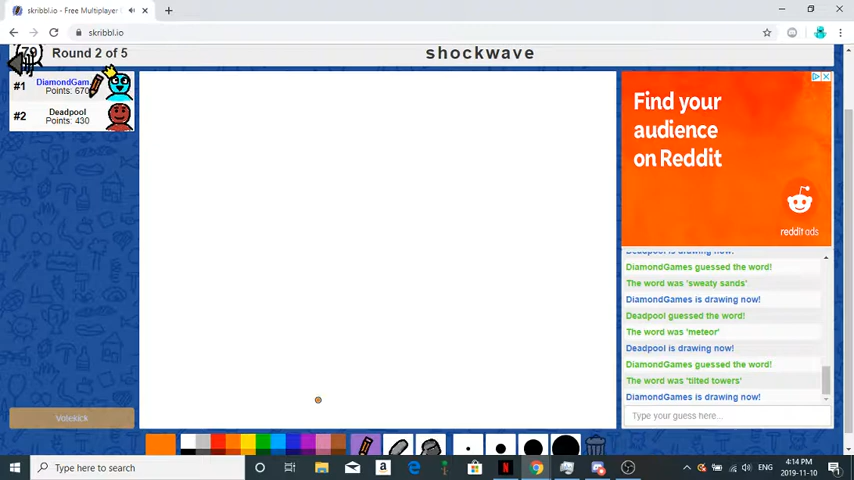 skribbl.io - Free Multiplayer
skribbl.io
79
Round 2 of 5
shockwave
#1
DiamondGam.
Points: 670
#2
Deadpool
Points: 430
Find your
audience
on Reddit
reddit ads
Deadpool is drawing now!
DiamondGames guessed the word!
The word was 'sweaty sands'
DiamondGames is drawing now!
Deadpool guessed the word!
The word was 'meteor'
Deadpool is drawing now!
DiamondGames guessed the word!
The word was 'tilted towers'
DiamondGames is drawing now!
Votekick
Type your guess here...
Type here to search
ENG
4:14 PM
2019-11-10